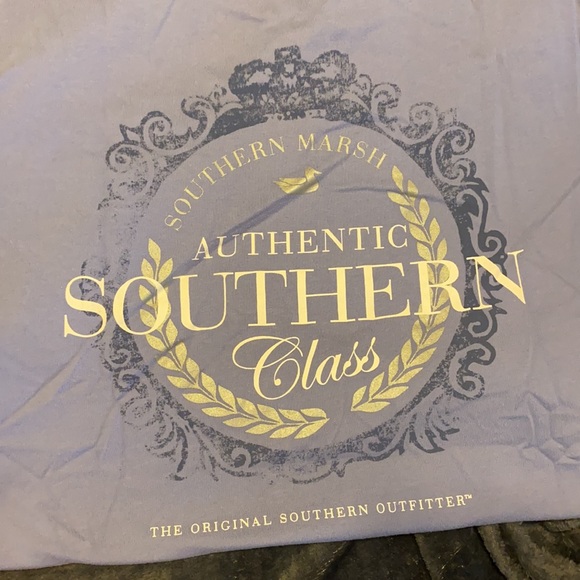 SOUTHERN MARSH
AUTHENTIC
SOUTHERN
Class
THE ORIGINAL SOUTHERN OUTFITTER™